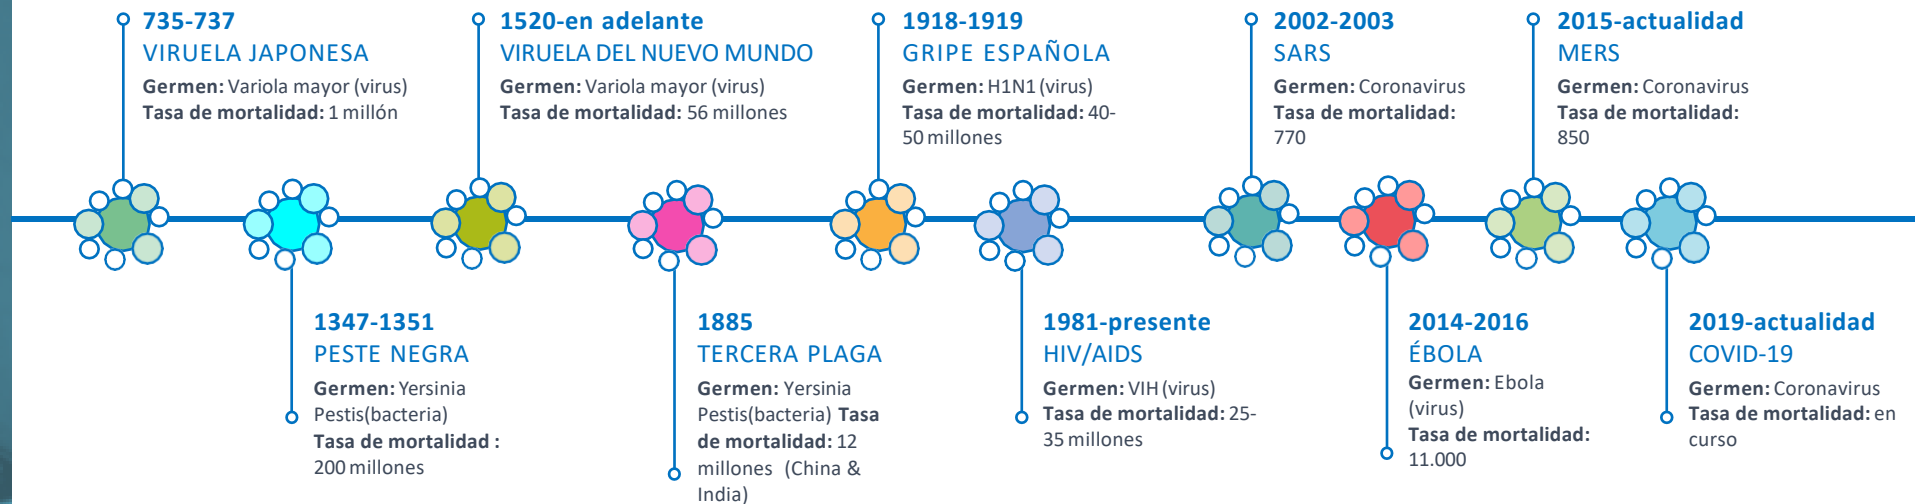 735-737
VIRUELA JAPONESA
Germen: Variola mayor (virus)
Tasa de mortalidad: 1 millón
1520-en adelante
VIRUELA DEL NUEVO MUNDO
Germen: Variola mayor (virus)
Tasa de mortalidad: 56 millones
1918-1919
GRIPE ESPAÑOLA
Germen: H1N1 (virus)
Tasa de mortalidad: 40-
50 millones
2002-2003
SARS
Germen: Coronavirus
Tasa de mortalidad:
770
2015-actualidad
MERS
Germen: Coronavirus
Tasa de mortalidad:
850
1347-1351
PESTE NEGRA
Germen: Yersinia
Pestis(bacteria)
Tasa de mortalidad :
200 millones
1885
TERCERA PLAGA
Germen: Yersinia
Pestis(bacteria) Tasa
de mortalidad: 12
millones (China &
India)
1981-presente
HIV/AIDS
Germen: VIH (virus)
Tasa de mortalidad: 25-
35 millones
2014-2016
ÉBOLA
Germen: Ebola
(virus)
Tasa de mortalidad:
11.000
2019-actualidad
COVID-19
Germen: Coronavirus
Tasa de mortalidad: en
curso